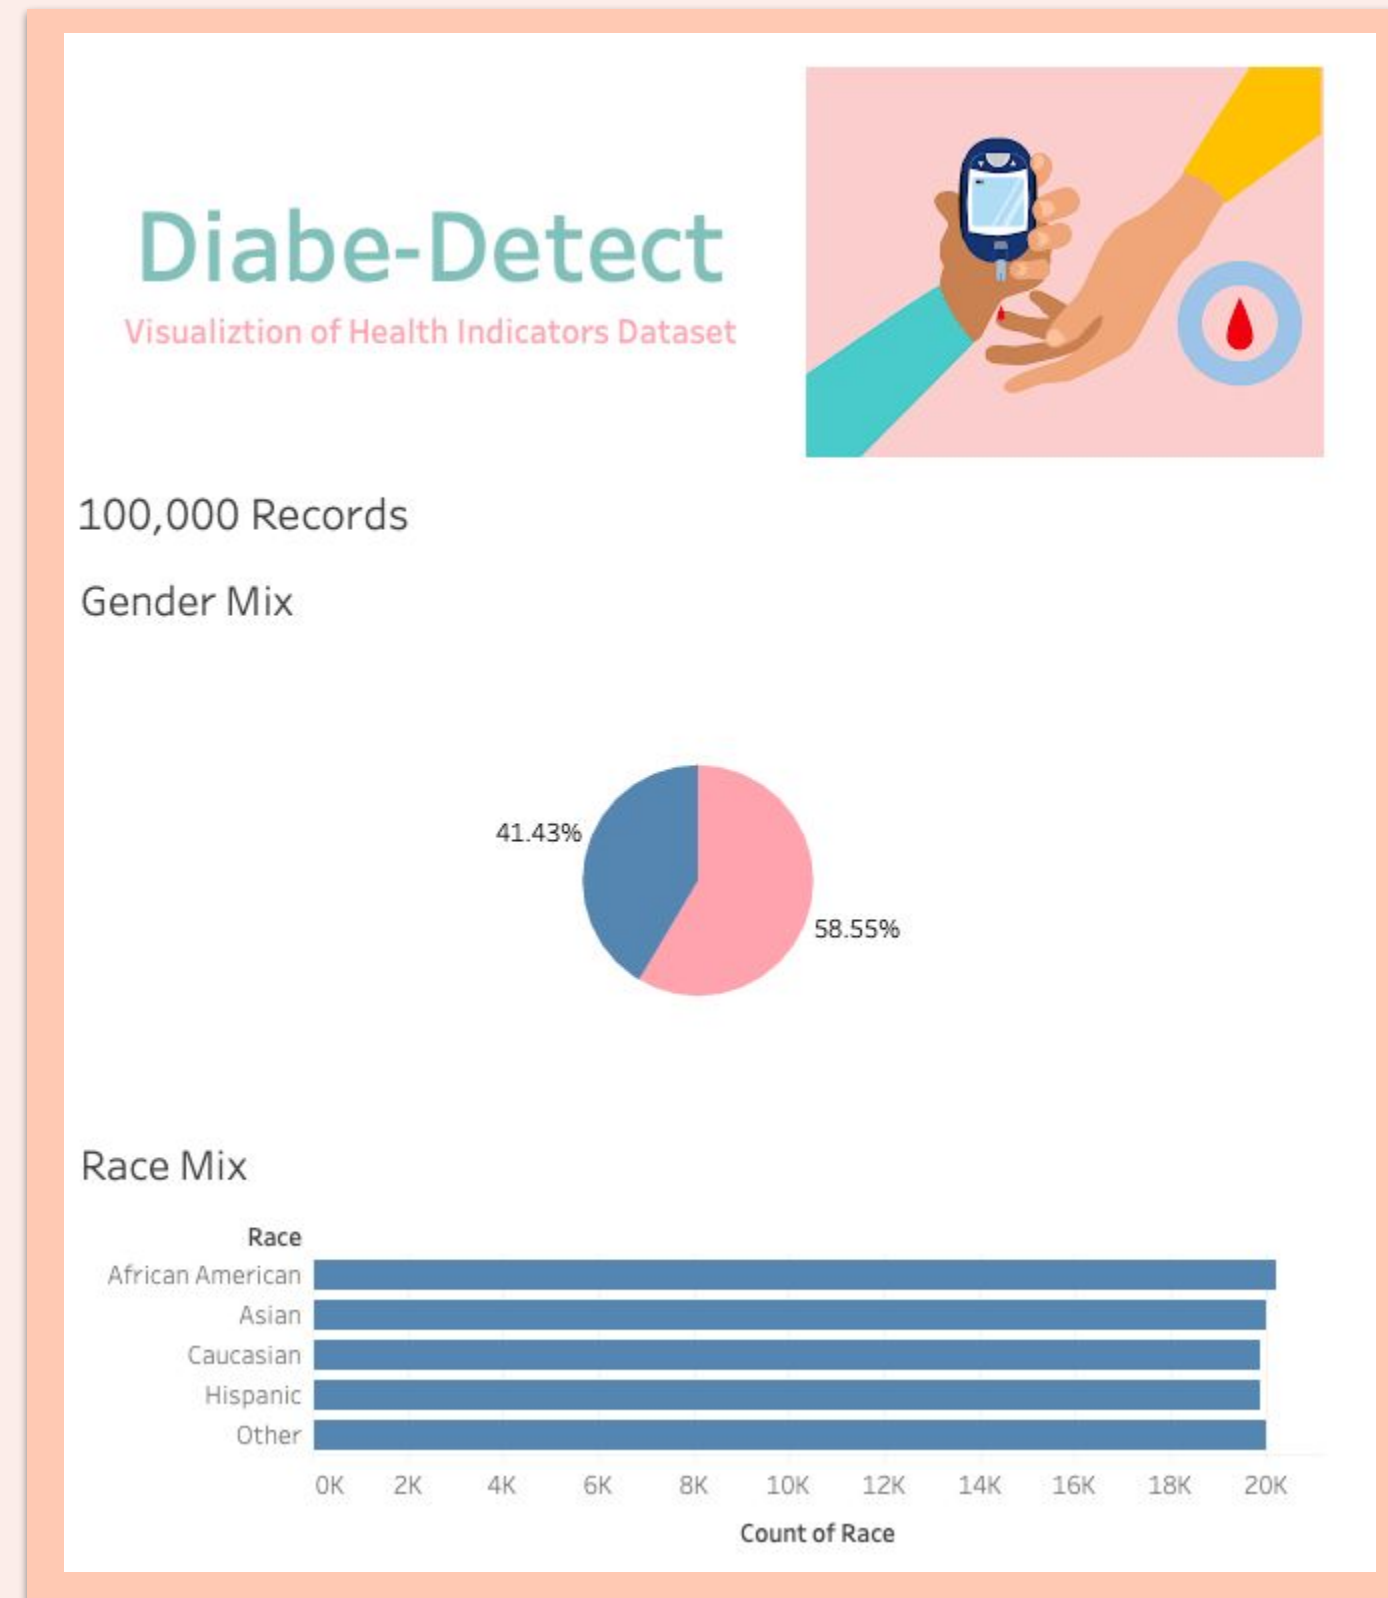 Diabe-Detect
Visualiztion of Health Indicators Dataset
100,000 Records
Gender Mix
41.43%
58.55%
Race Mix
Race
African American
Asian
Caucasian
Hispanic
Other
0K 2K 4K 6K 8K 10K 12K 14K 16K 18K 20K
Count of Race